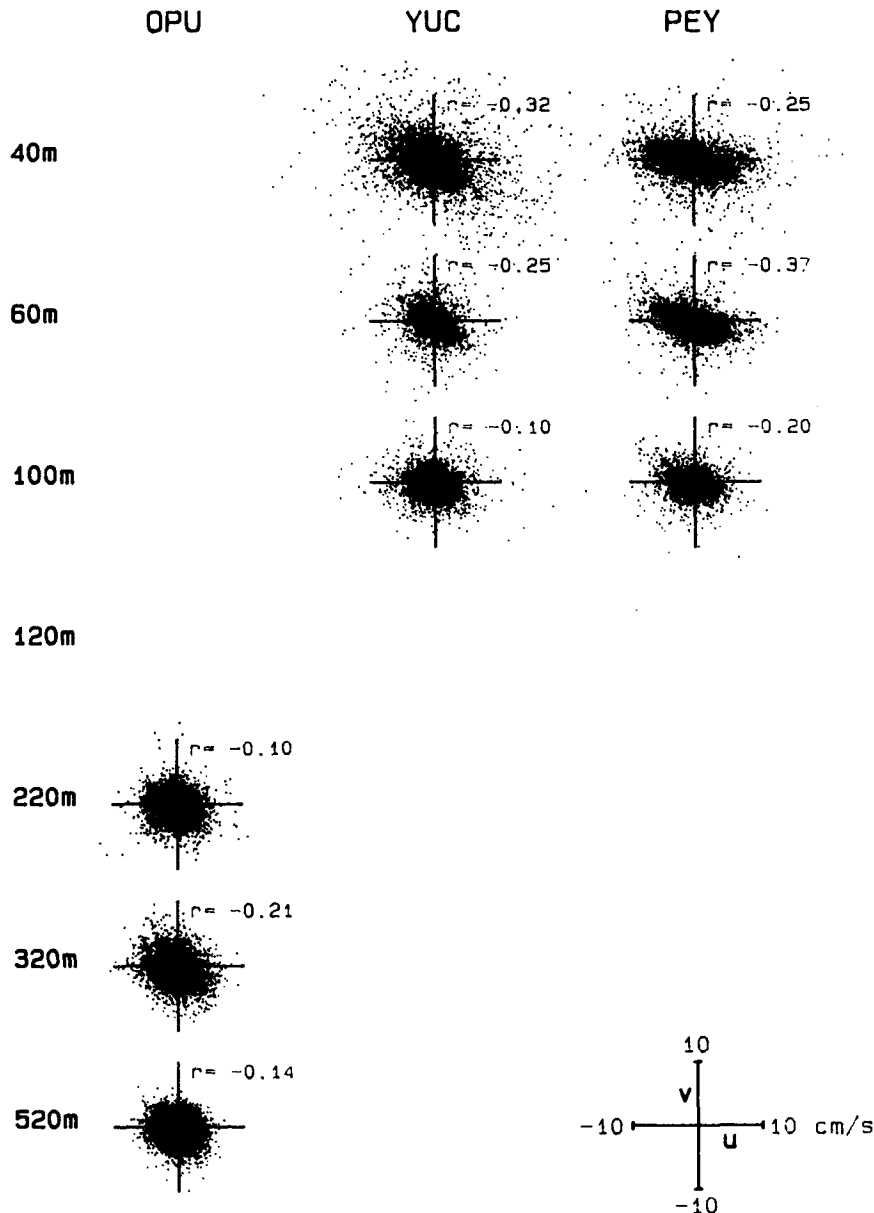 OPU YUC PEY
40m r= -0.32 r= -0.25
60m r= -0.25 r= -0.37
100m r= -0.10 r= -0.20
120m
220m r= -0.10
320m r= -0.21
520m r= -0.14
10
v
-10 10 cm/s
u
-10